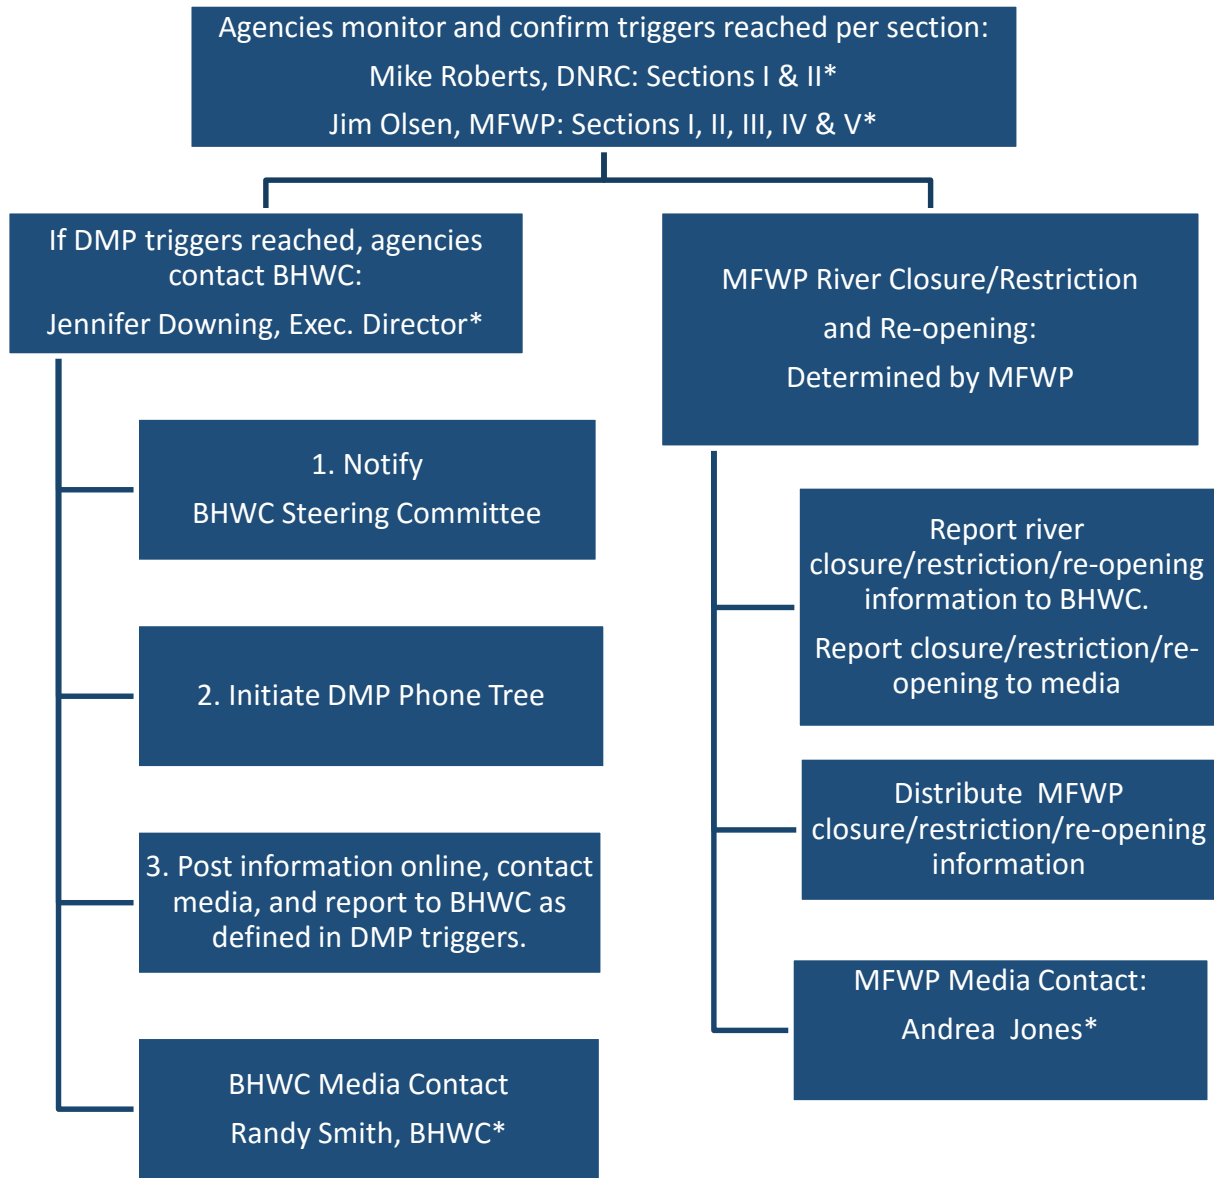 Agencies monitor and confirm triggers reached per section:
Mike Roberts, DNRC: Sections I & II*
Jim Olsen, MFWP: Sections I, II, III, IV & V*
If DMP triggers reached, agencies
contact BHWC:
Jennifer Downing, Exec. Director*
1. Notify
BHWC Steering Committee
2. Initiate DMP Phone Tree
3. Post information online, contact
media, and report to BHWC as
defined in DMP triggers.
BHWC Media Contact
Randy Smith, BHWC*
MFWP River Closure/Restriction
and Re-opening:
Determined by MFWP
Report river
closure/restriction/re-opening
information to BHWC.
Report closure/restriction/re-
opening to media
Distribute MFWP
closure/restriction/re-opening
information
MFWP Media Contact:
Andrea Jones*